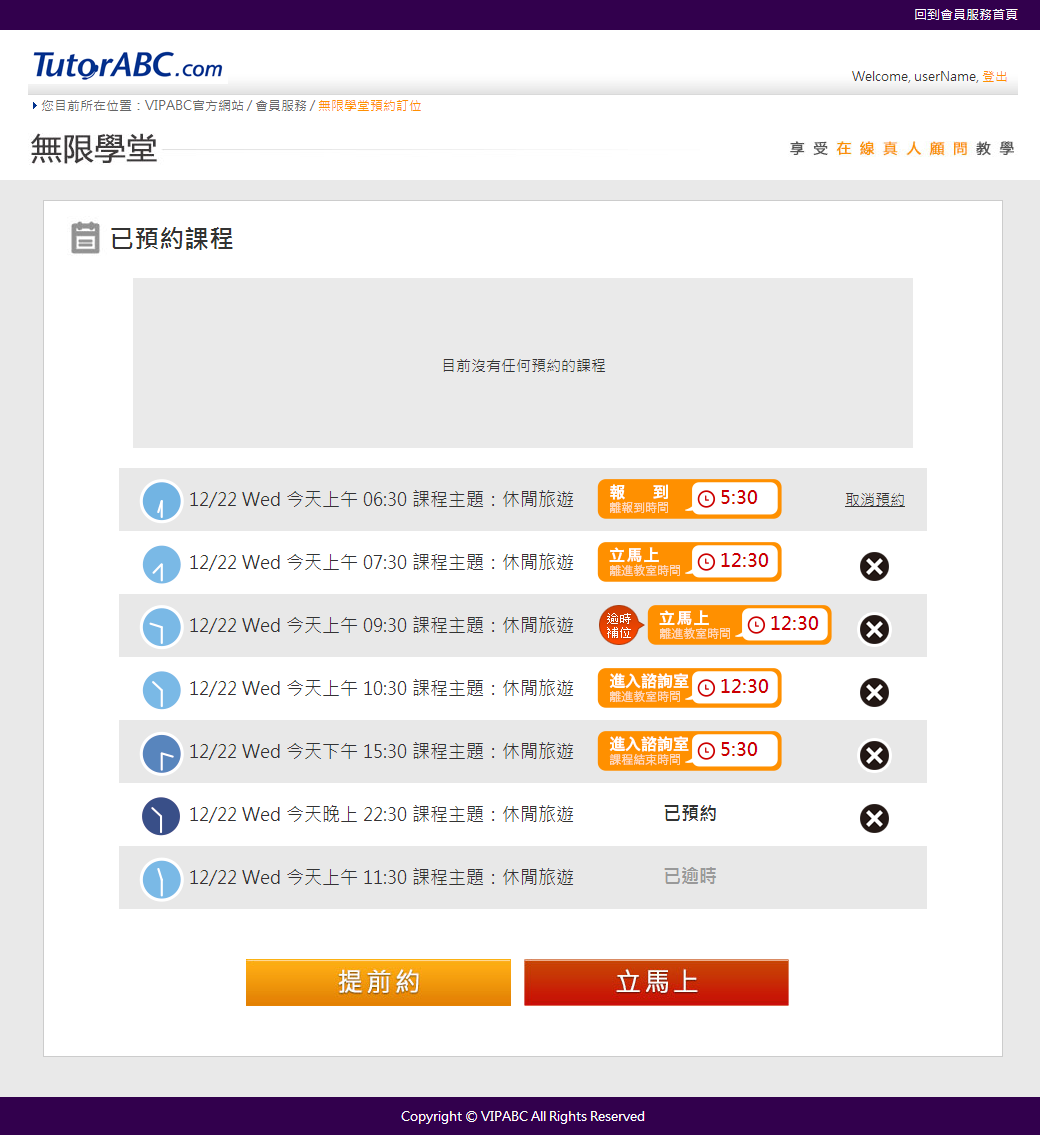 回到會員服務首頁
TutorABC.com
Welcome, userName, 登出
您目前所在位置：VIPABC官方網站 / 會員服務 / 無限學堂預約訂位
無限學堂
享受在線真人顧問教學
已預約課程
目前沒有任何預約的課程
12/22 Wed 今天上午 06:30 課程主題：休閒旅遊 報到 離報到時間 5:30 取消預約
12/22 Wed 今天上午 07:30 課程主題：休閒旅遊 立馬上 離進教室時間 12:30
12/22 Wed 今天上午 09:30 課程主題：休閒旅遊 逾時補位 立馬上 離進教室時間 12:30
12/22 Wed 今天上午 10:30 課程主題：休閒旅遊 進入諮詢室 離進教室時間 12:30
12/22 Wed 今天下午 15:30 課程主題：休閒旅遊 進入諮詢室 課程結束時間 5:30
12/22 Wed 今天晚上 22:30 課程主題：休閒旅遊 已預約
12/22 Wed 今天上午 11:30 課程主題：休閒旅遊 已逾時
提前約 立馬上
Copyright © VIPABC All Rights Reserved